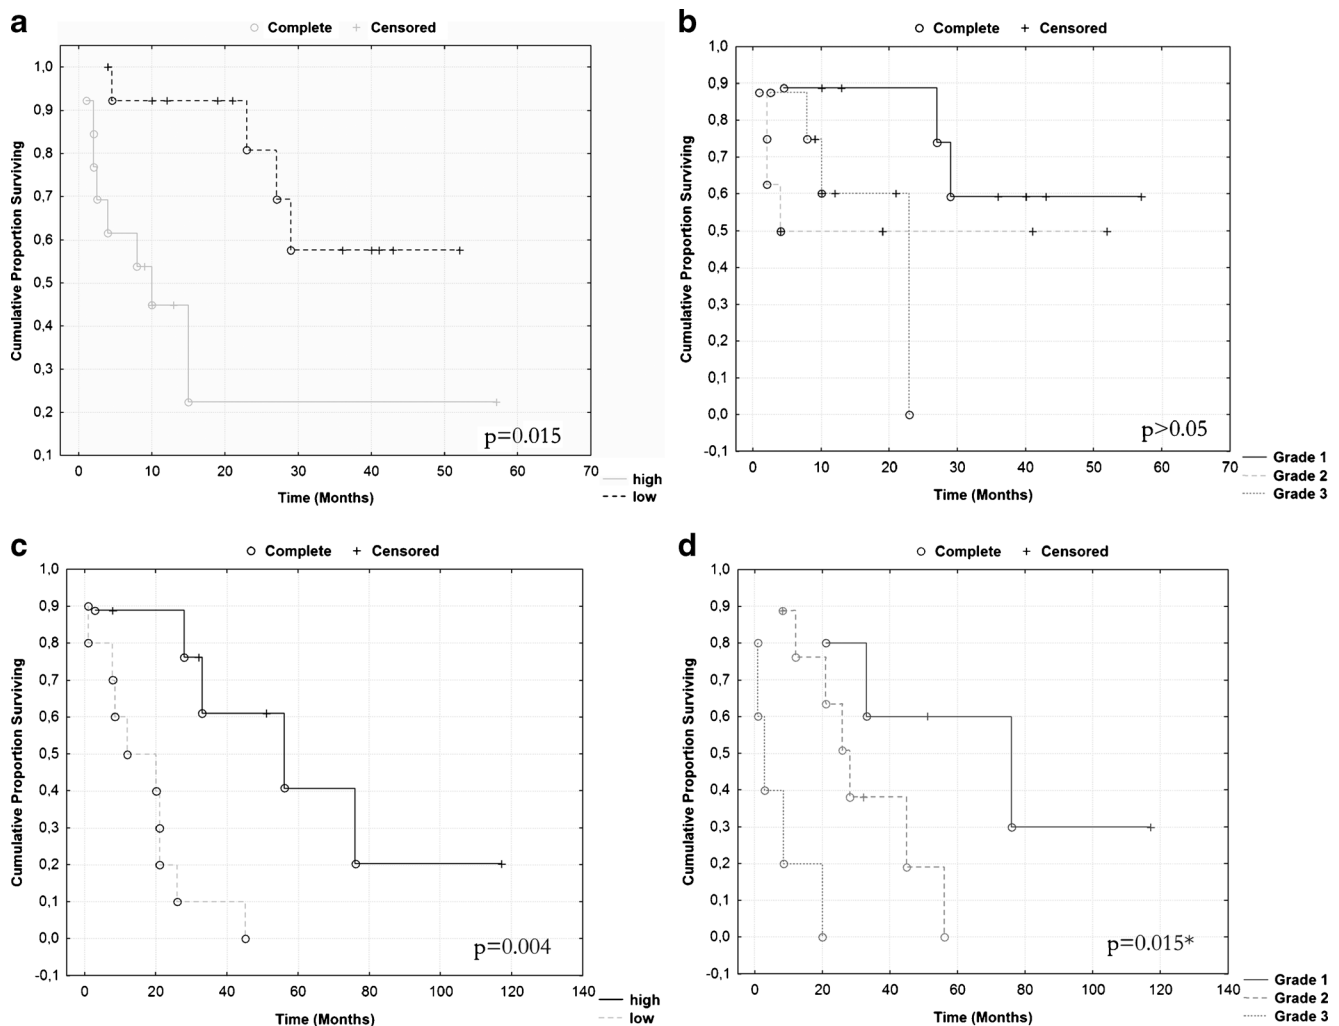 a
Complete Censored
1,0
0,9
0,8
0,7
0,6
0,5
0,4
0,3
0,2
0,1
Cumulative Proportion Surviving
p=0.015
0 10 20 30 40 50 60 70
Time (Months)
high
low
b
Complete Censored
1,0
0,9
0,8
0,7
0,6
0,5
0,4
0,3
0,2
0,1
0,0
-0,1
Cumulative Proportion Surviving
p>0.05
0 10 20 30 40 50 60 70
Time (Months)
Grade 1
Grade 2
Grade 3
c
Complete Censored
1,0
0,9
0,8
0,7
0,6
0,5
0,4
0,3
0,2
0,1
0,0
-0,1
Cumulative Proportion Surviving
p=0.004
0 20 40 60 80 100 120 140
Time (Months)
high
low
d
Complete Censored
1,0
0,9
0,8
0,7
0,6
0,5
0,4
0,3
0,2
0,1
0,0
-0,1
Cumulative Proportion Surviving
p=0.015*
0 20 40 60 80 100 120 140
Time (Months)
Grade 1
Grade 2
Grade 3